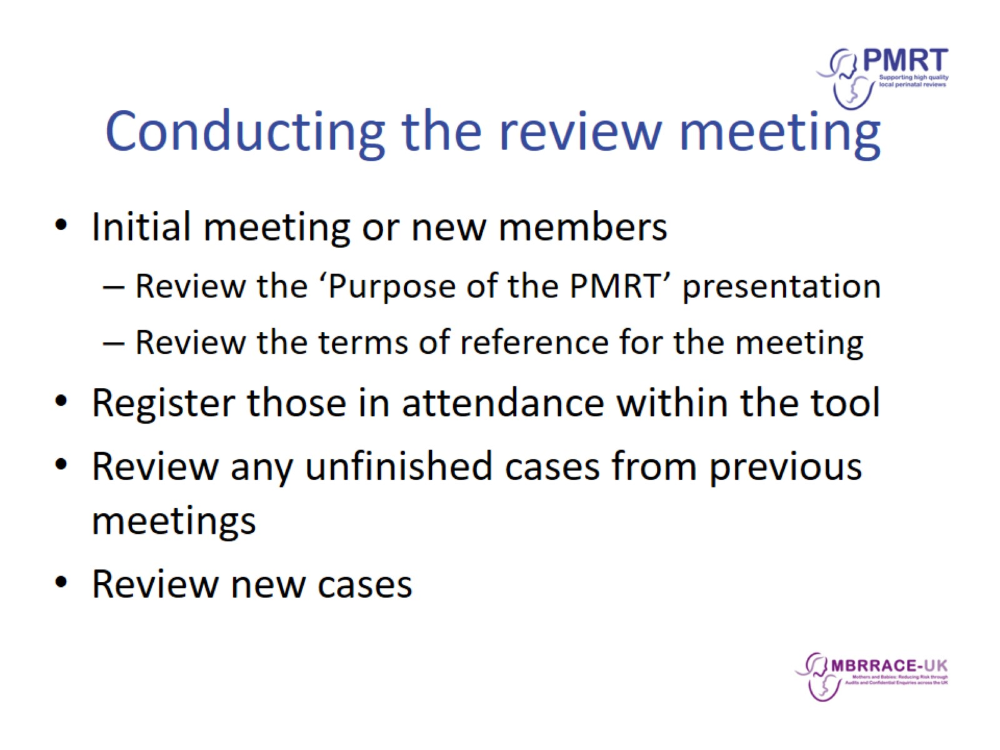 PMRT
Supporting high quality
local perinatal reviews
Conducting the review meeting
• Initial meeting or new members
– Review the ‘Purpose of the PMRT’ presentation
– Review the terms of reference for the meeting
• Register those in attendance within the tool
• Review any unfinished cases from previous
meetings
• Review new cases
MBRRACE-UK
Mothers and Babies: Reducing Risk through
Audits and Confidential Enquiries across the UK